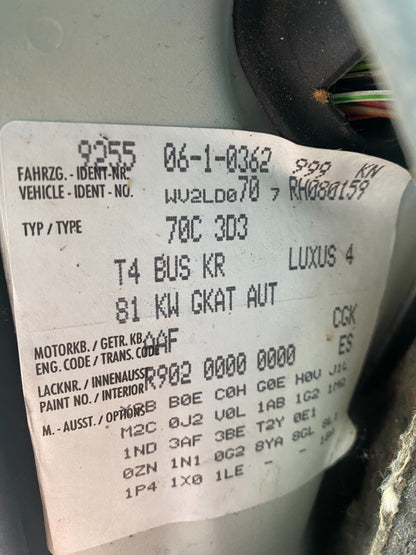 9255 06-1-0362 999 KN
FAHRZG. - IDENT-NR.
VEHICLE - IDENT - NO. WV2LD070 7 RH080159
TYP / TYPE 70C 3D3
T4 BUS KR LUXUS 4
81 KW GKAT AUT
MOTORKB. / GETR. KB. AAF CGK
ENG. CODE / TRANS. CODE ES
LACKNR. / INNENAUSST. R902 0000 0000
PAINT NO. / INTERIOR
M. - AUSST. / OPTIONS B0E C0H G0E H0V J1L
M2C 0J2 V0L 1AB 1G2 1MQ
1ND 3AF 3BE T2Y 0E1
0ZN 1N1 0G2 8YA 8GL
1P4 1X0 1LE - -